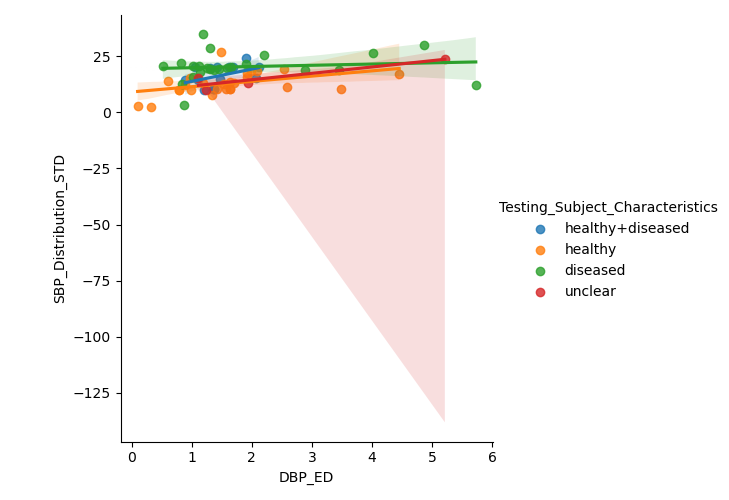 25
0
−25
−50
−75
−100
−125
SBP_Distribution_STD
0 1 2 3 4 5 6
DBP_ED
Testing_Subject_Characteristics
healthy+diseased
healthy
diseased
unclear